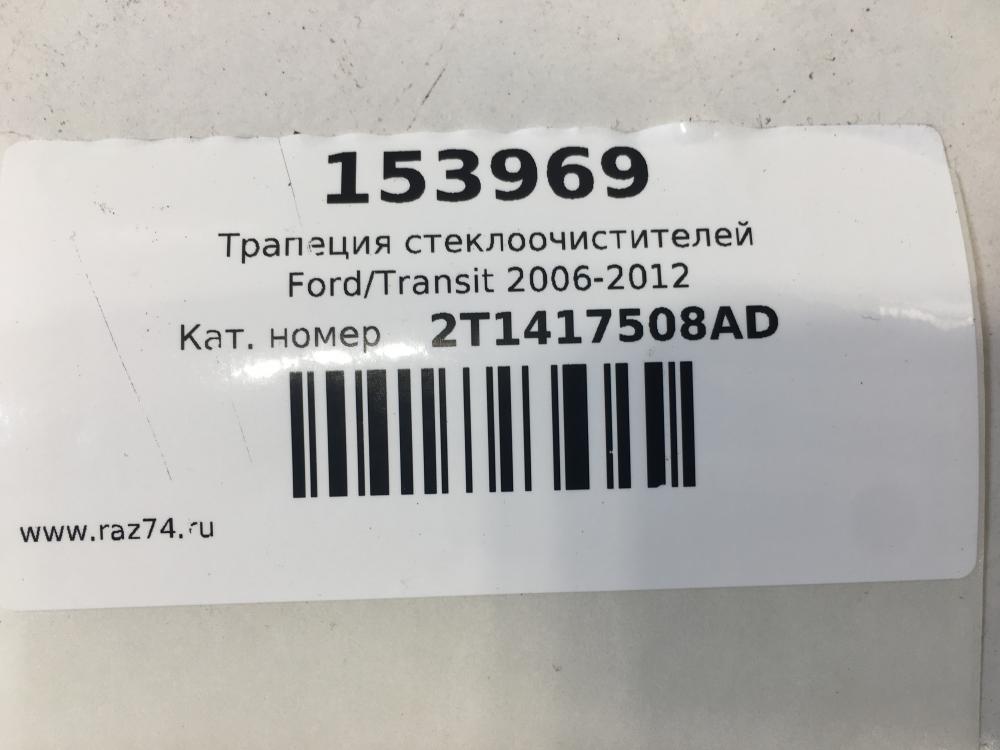 153969
Трапеция стеклоочистителей
Ford/Transit 2006-2012
Кат. номер 2T1417508AD
www.raz74.ru